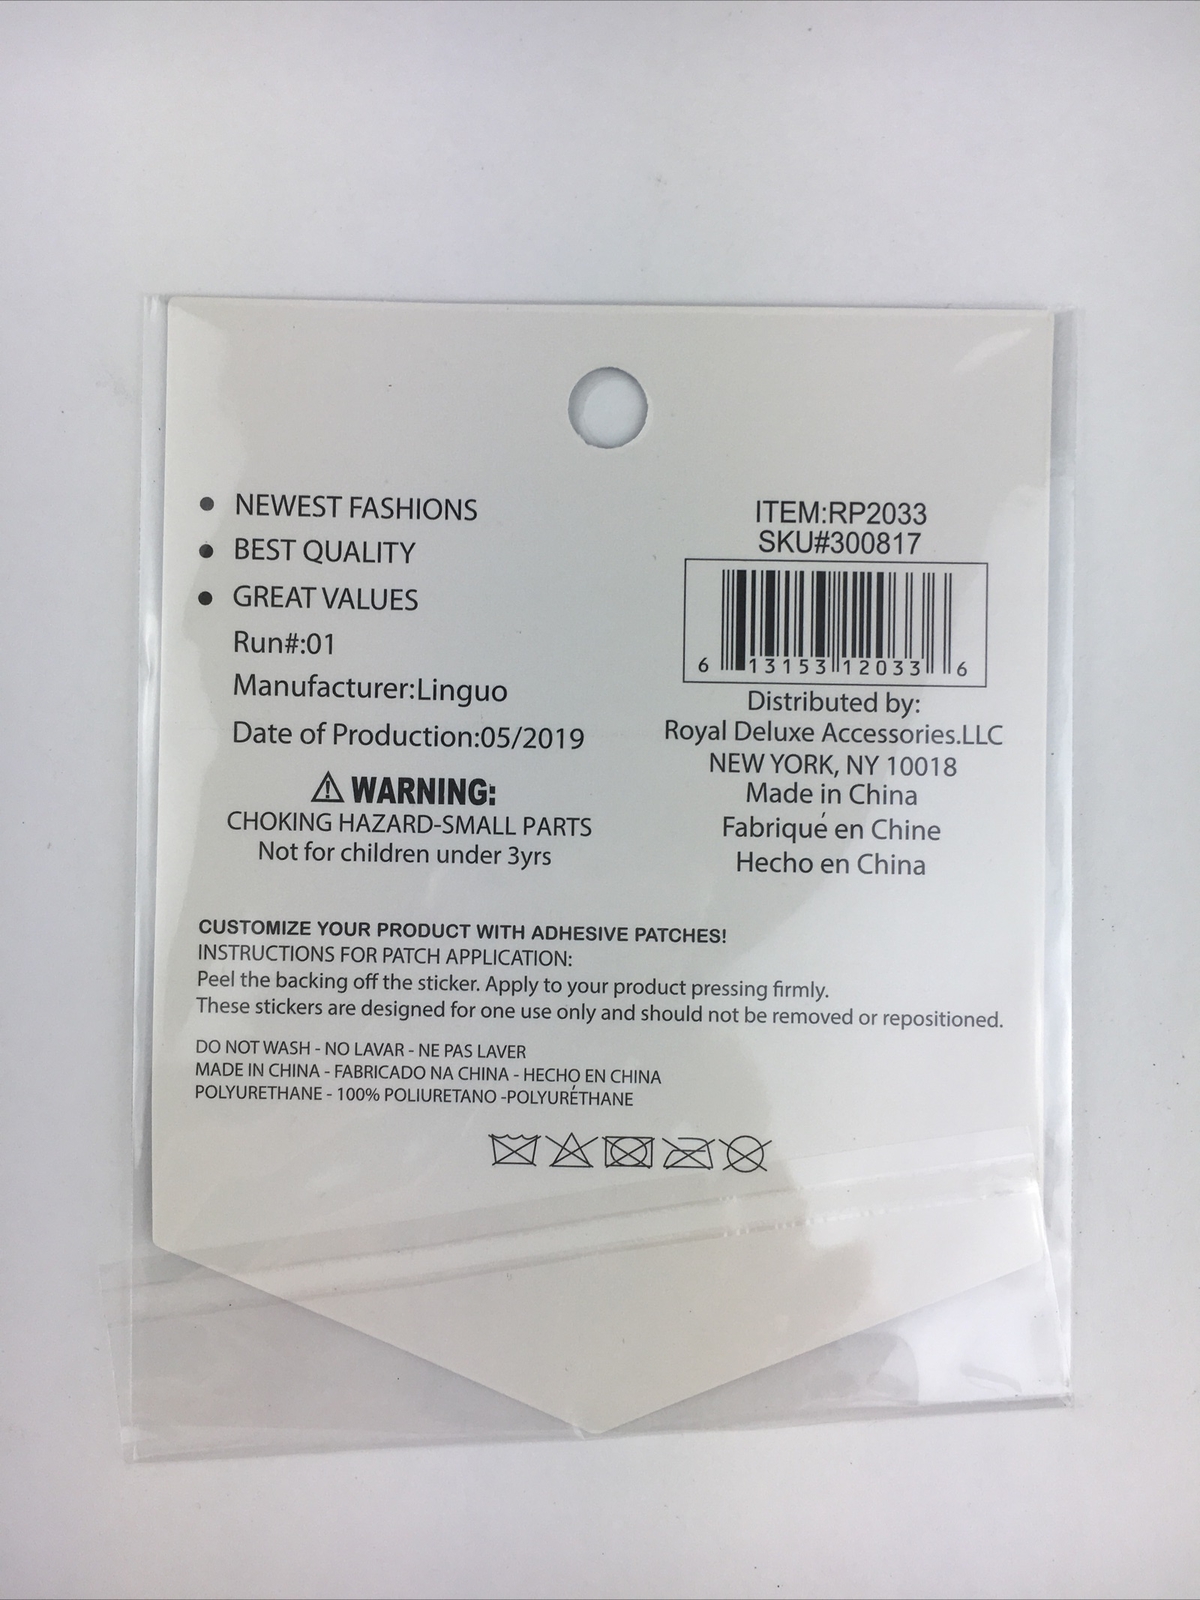 • NEWEST FASHIONS
• BEST QUALITY
• GREAT VALUES
Run#:01
Manufacturer:Linguo
Date of Production:05/2019
⚠ WARNING:
CHOKING HAZARD-SMALL PARTS
Not for children under 3yrs
ITEM:RP2033
SKU#300817
6 13153 12033 6
Distributed by:
Royal Deluxe Accessories.LLC
NEW YORK, NY 10018
Made in China
Fabriqué en Chine
Hecho en China
CUSTOMIZE YOUR PRODUCT WITH ADHESIVE PATCHES!
INSTRUCTIONS FOR PATCH APPLICATION:
Peel the backing off the sticker. Apply to your product pressing firmly.
These stickers are designed for one use only and should not be removed or repositioned.
DO NOT WASH - NO LAVAR - NE PAS LAVER
MADE IN CHINA - FABRICADO NA CHINA - HECHO EN CHINA
POLYURETHANE - 100% POLIURETANO -POLYURÉTHANE